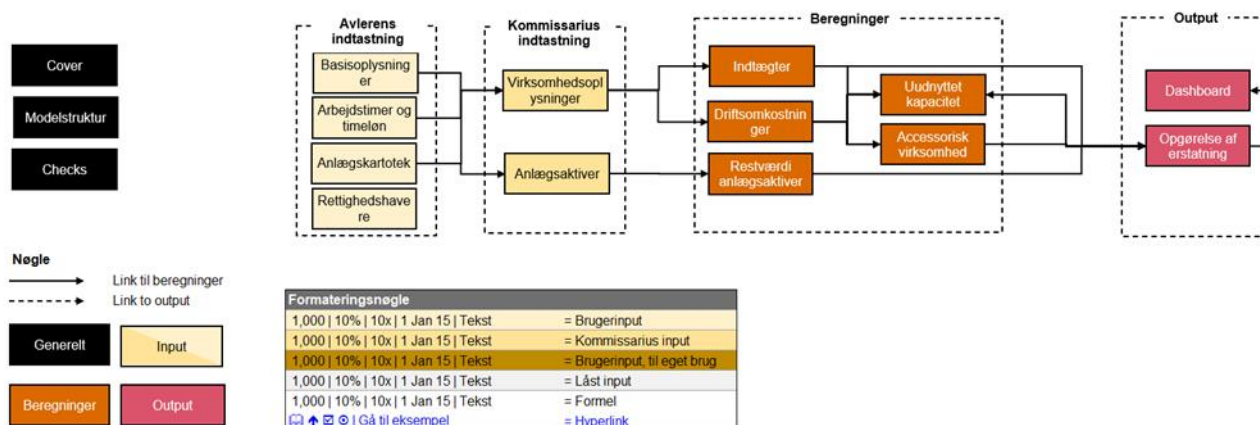 Avlerens
indtastning
Kommissarius
indtastning
Beregninger
Output
Cover
Modelstruktur
Checks
Basisoplysning
er
Arbejdstimer og
timeløn
Anlægskartotek
Rettighedshave
re
Virksomhedsopl
ysninger
Anlægsaktiver
Indtægter
Driftsomkostnin
ger
Restværdi
anlægsaktiver
Uudnyttet
kapacitet
Accessorisk
virksomhed
Dashboard
Opgørelse af
erstatning
Nøgle
Link til beregninger
Link to output
Generelt
Input
Beregninger
Output
Formateringsnøgle
1,000 | 10% | 10x | 1 Jan 15 | Tekst = Brugerinput
1,000 | 10% | 10x | 1 Jan 15 | Tekst = Kommissarius input
1,000 | 10% | 10x | 1 Jan 15 | Tekst = Brugerinput, til eget brug
1,000 | 10% | 10x | 1 Jan 15 | Tekst = Låst input
1,000 | 10% | 10x | 1 Jan 15 | Tekst = Formel
| Gå til eksempel = Hyperlink